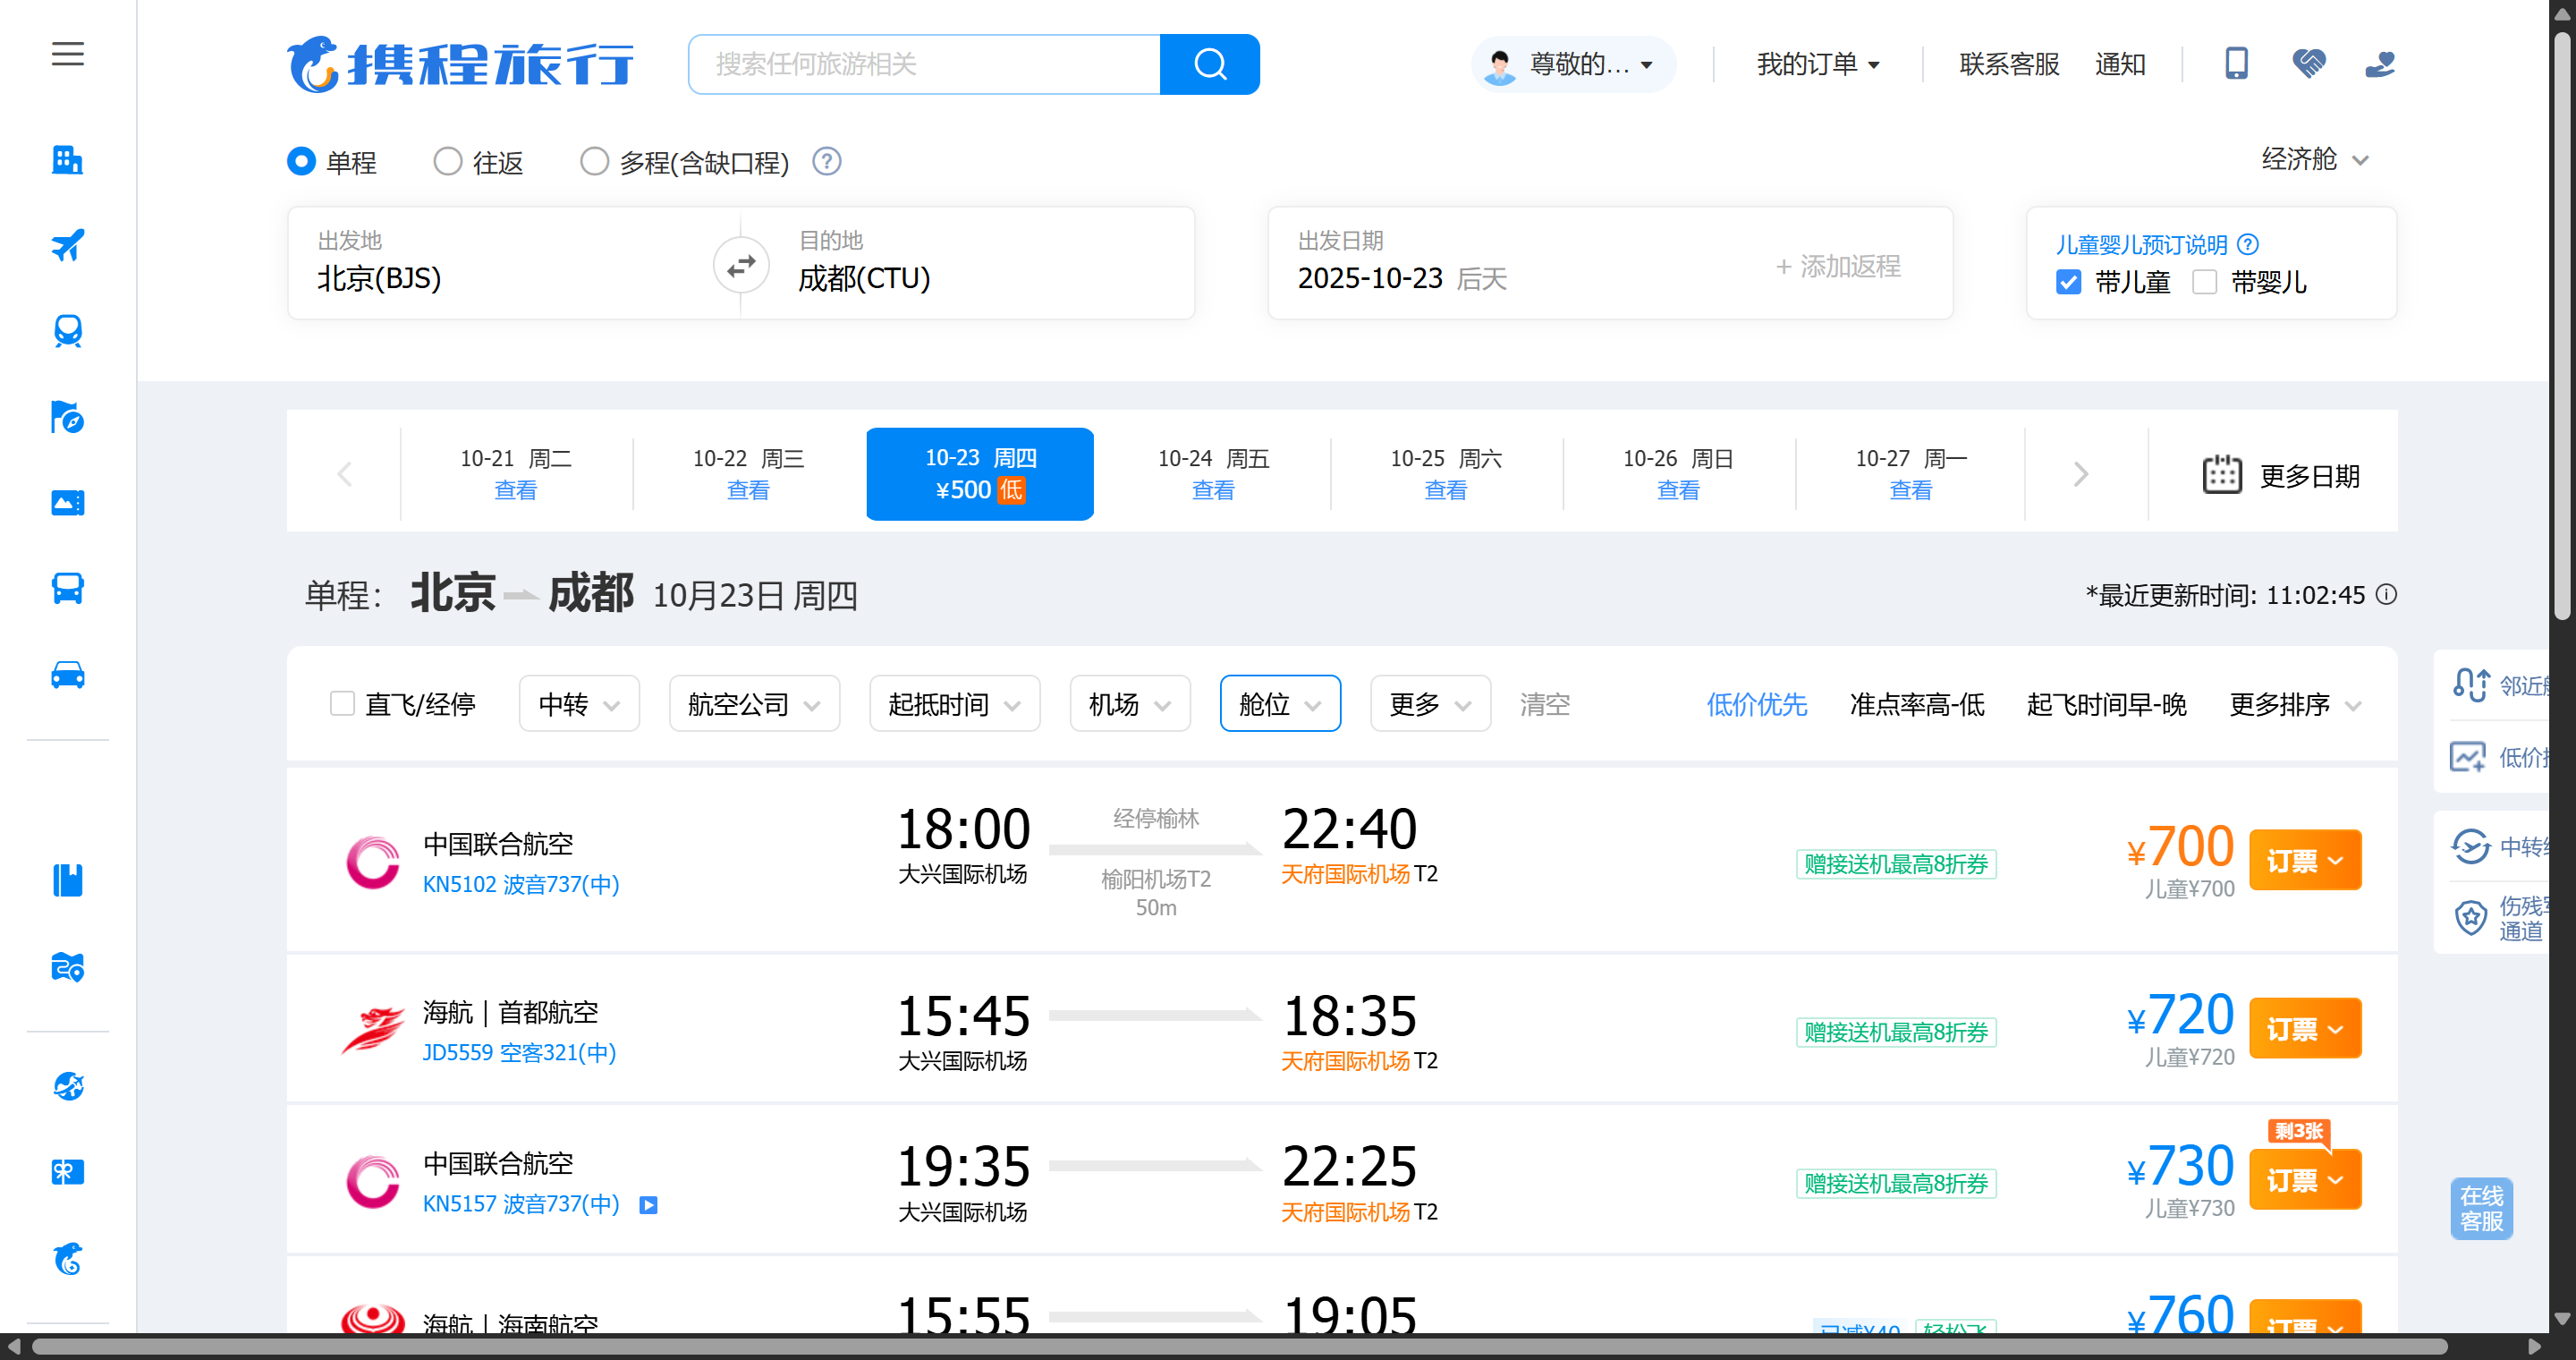 携程旅行
搜索任何旅游相关
尊敬的...
我的订单
联系客服
通知
单程
往返
多程(含缺口程)
经济舱
出发地
北京(BJS)
目的地
成都(CTU)
出发日期
2025-10-23 后天
+ 添加返程
儿童婴儿预订说明
带儿童
带婴儿
10-21 周二
查看
10-22 周三
查看
10-23 周四
¥500 低
10-24 周五
查看
10-25 周六
查看
10-26 周日
查看
10-27 周一
查看
更多日期
单程: 北京 成都 10月23日 周四
*最近更新时间: 11:02:45
直飞/经停
中转
航空公司
起抵时间
机场
舱位
更多
清空
低价优先
准点率高-低
起飞时间早-晚
更多排序
邻近
低价
中转
伤残
通道
中国联合航空
KN5102 波音737(中)
18:00
大兴国际机场
经停榆林
榆阳机场T2
50m
22:40
天府国际机场 T2
赠接送机最高8折券
¥700
儿童¥700
订票
海航 | 首都航空
JD5559 空客321(中)
15:45
大兴国际机场
18:35
天府国际机场 T2
赠接送机最高8折券
¥720
儿童¥720
订票
中国联合航空
KN5157 波音737(中)
19:35
大兴国际机场
22:25
天府国际机场 T2
赠接送机最高8折券
¥730
儿童¥730
剩3张
订票
海航 | 海南航空
15:55
19:05
已减¥40
轻松飞
¥760
订票
在线
客服